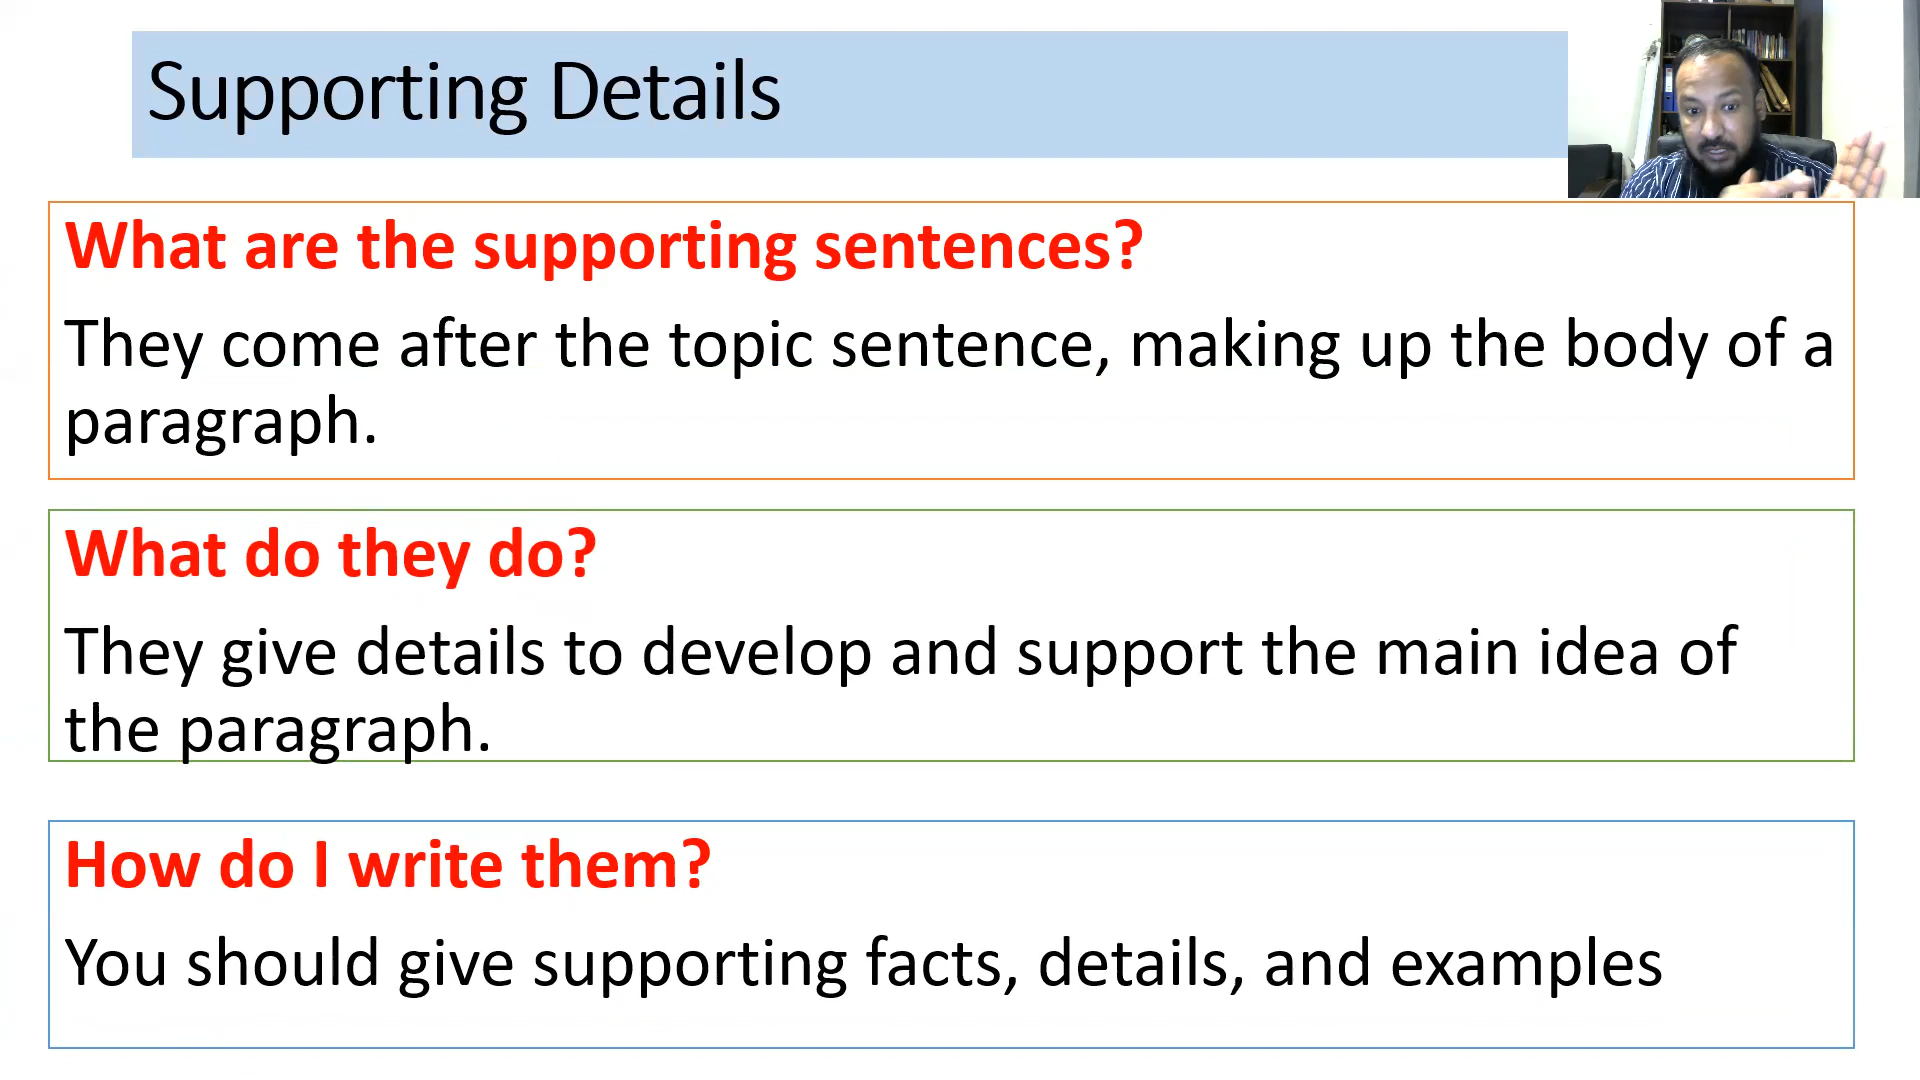 Supporting Details
What are the supporting sentences?
They come after the topic sentence, making up the body of a
paragraph.
What do they do?
They give details to develop and support the main idea of
the paragraph.
How do I write them?
You should give supporting facts, details, and examples